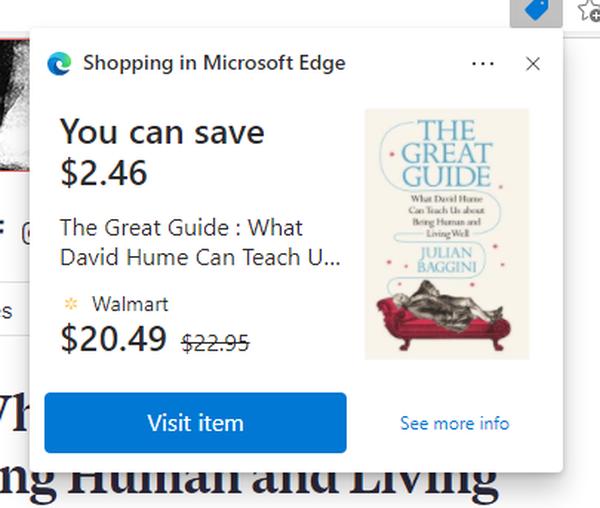 Shopping in Microsoft Edge
You can save
$2.46
The Great Guide : What
David Hume Can Teach U...
Walmart
$20.49 $22.95
THE
GREAT
GUIDE
What David Hume
Can Teach Us about
Being Human and
Living Well
JULIAN
BAGGINI
Visit item
See more info
ng Human and Living